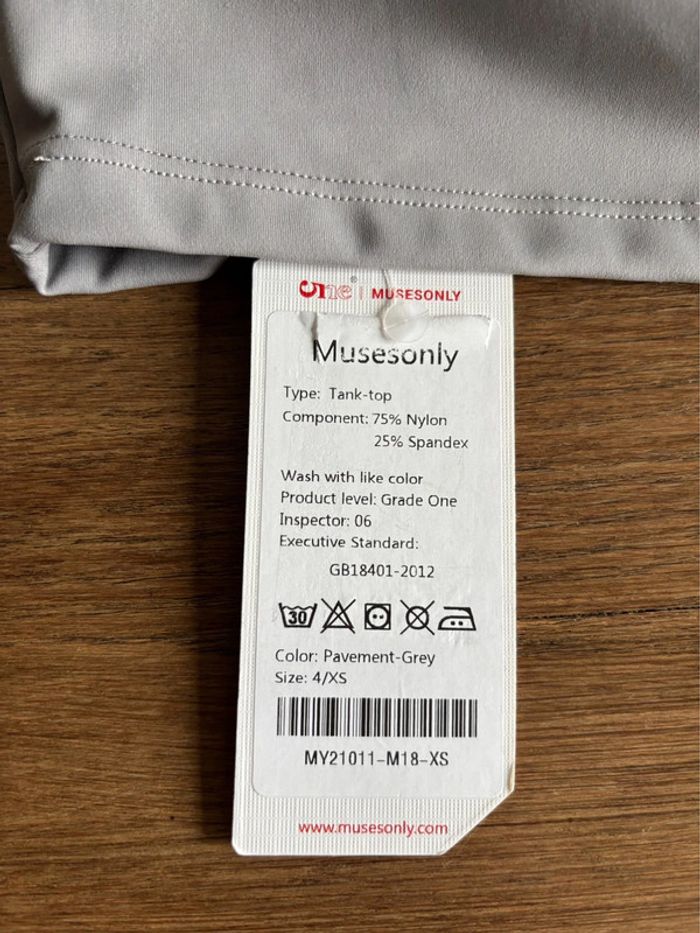 One® | MUSESONLY
Musesonly
Type: Tank-top
Component: 75% Nylon
25% Spandex
Wash with like color
Product level: Grade One
Inspector: 06
Executive Standard:
GB18401-2012
30
Color: Pavement-Grey
Size: 4/XS
MY21011-M18-XS
www.musesonly.com